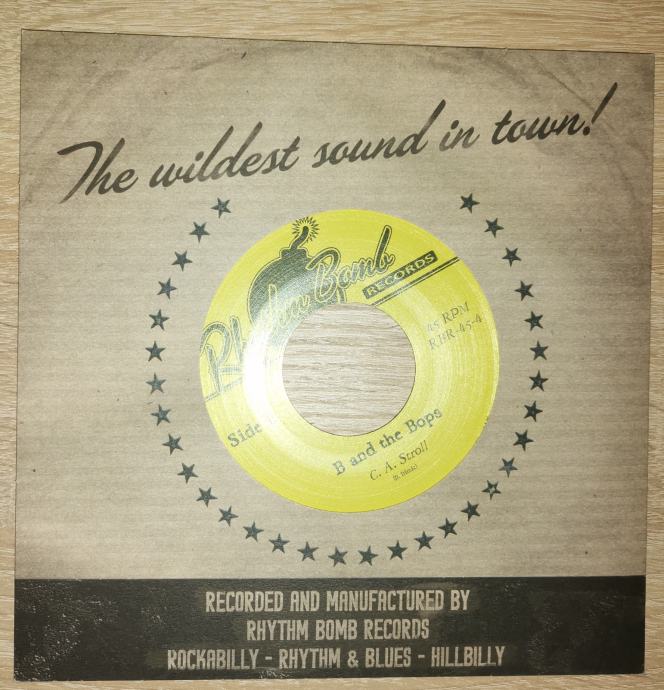 The wildest sound in town!
Rhythm Bomb
RECORDS
45 RPM
RBR-45-4
Side
B and the Bops
C. A. Stroll
RECORDED AND MANUFACTURED BY
RHYTHM BOMB RECORDS
ROCKABILLY - RHYTHM & BLUES - HILLBILLY